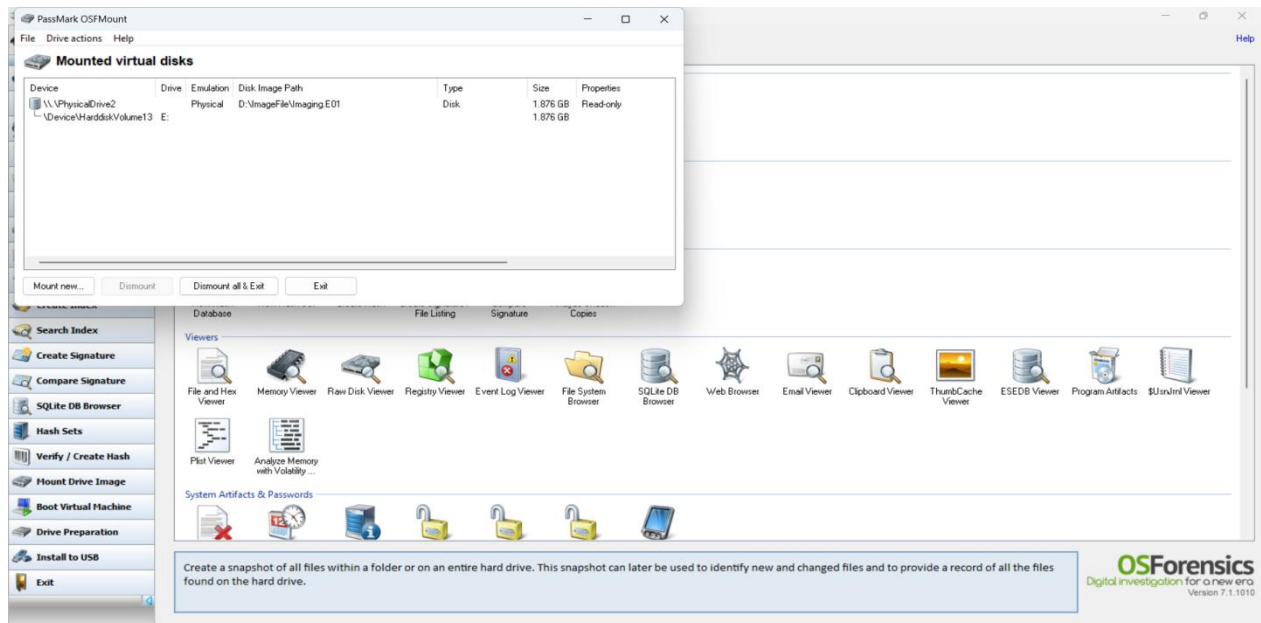 PassMark OSFMount
File Drive actions Help
Help
Mounted virtual disks
Device Drive Emulation Disk Image Path Type Size Properties
\\.\PhysicalDrive2 Physical D:\ImageFile\Imaging.E01 Disk 1.876 GB Read-only
\Device\HarddiskVolume13 E: 1.876 GB
Mount new... Dismount Dismount all & Exit Exit
Database File Listing Signature Copies
Search Index
Create Signature
Compare Signature
SQLite DB Browser
Hash Sets
Verify / Create Hash
Mount Drive Image
Boot Virtual Machine
Drive Preparation
Install to USB
Exit
Viewers
File and Hex Viewer
Memory Viewer
Raw Disk Viewer
Registry Viewer
Event Log Viewer
File System Browser
SQLite DB Browser
Web Browser
Email Viewer
Clipboard Viewer
ThumbCache Viewer
ESEDB Viewer
Program Artifacts
$UsnJrnl Viewer
Plist Viewer
Analyze Memory with Volatility ...
System Artifacts & Passwords
Create a snapshot of all files within a folder or on an entire hard drive. This snapshot can later be used to identify new and changed files and to provide a record of all the files
found on the hard drive.
OSForensics
Digital investigation for a new era
Version 7.1.1010